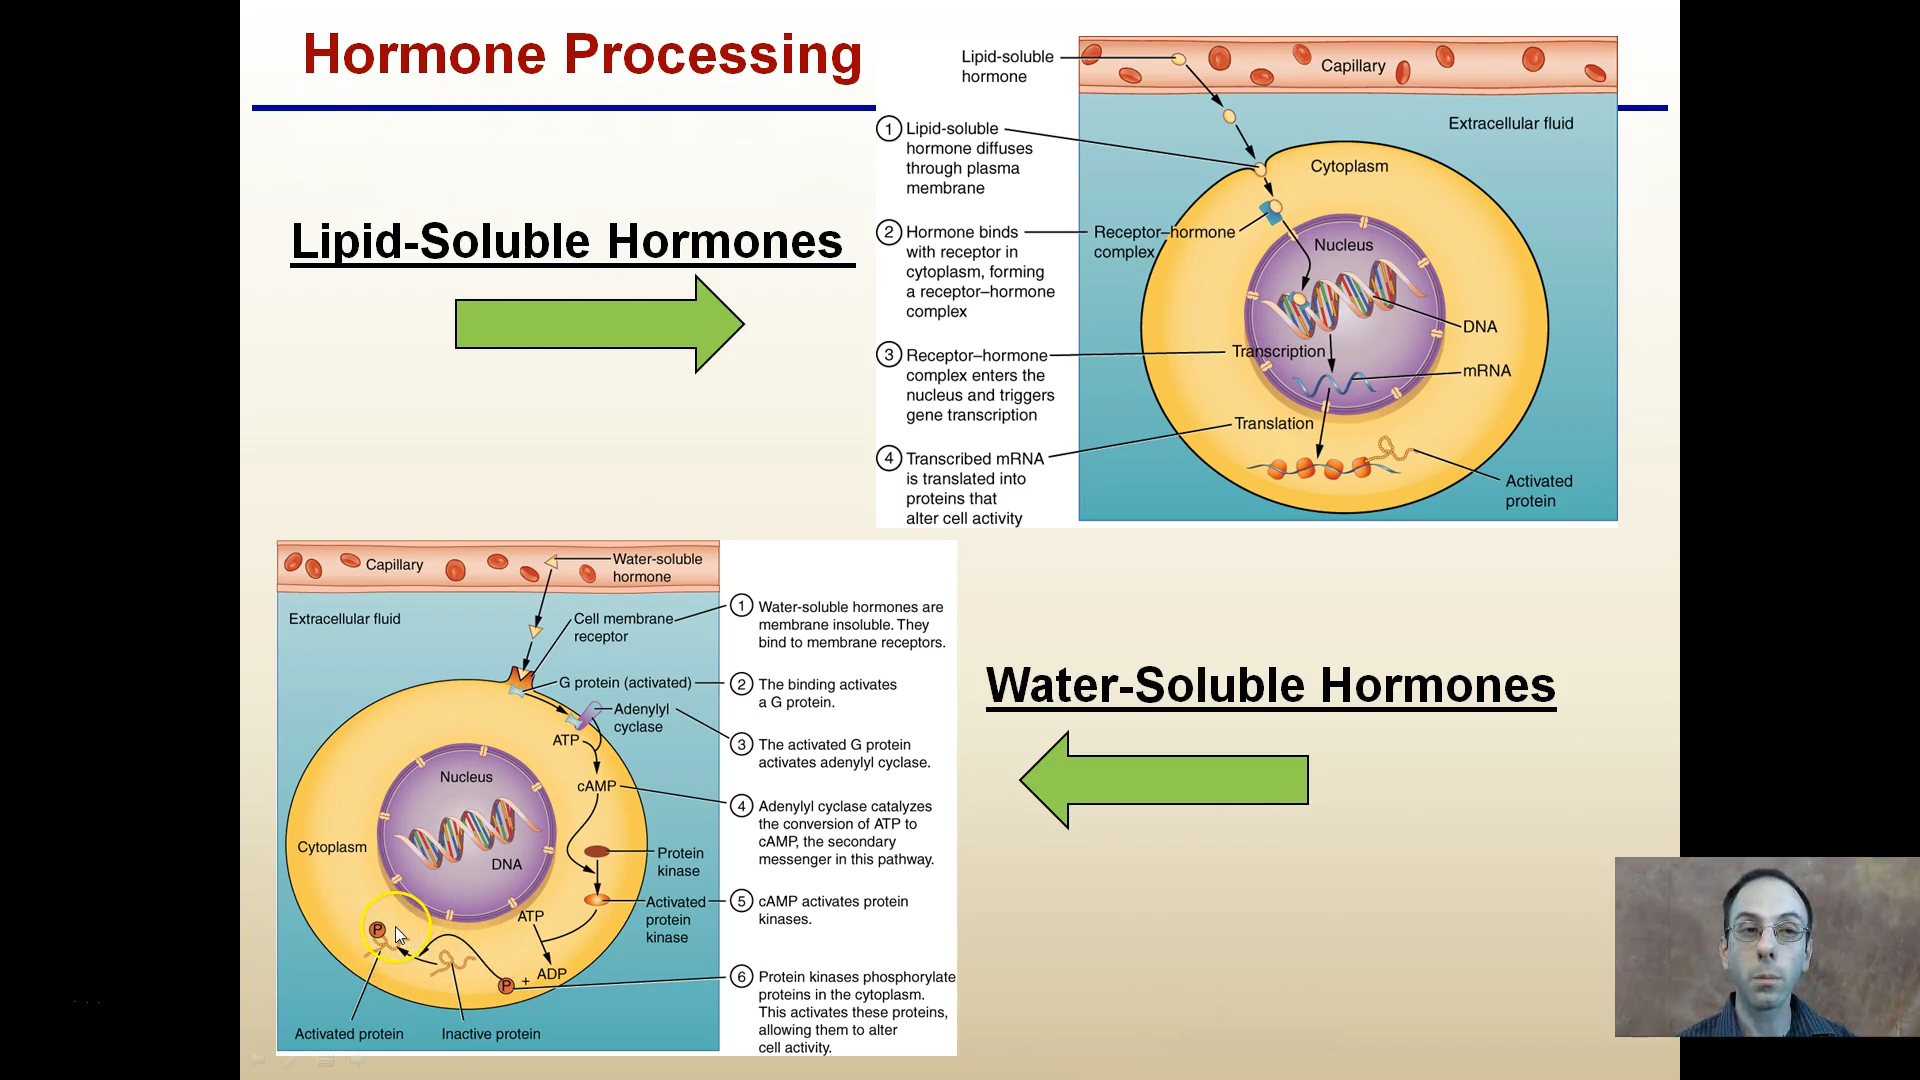 Hormone Processing
Lipid-soluble
hormone
Capillary
Extracellular fluid
1 Lipid-soluble
hormone diffuses
through plasma
membrane
Cytoplasm
Lipid-Soluble Hormones
2 Hormone binds
with receptor in
cytoplasm, forming
a receptor–hormone
complex
Receptor–hormone
complex
Nucleus
DNA
3 Receptor–hormone
complex enters the
nucleus and triggers
gene transcription
Transcription
mRNA
Translation
4 Transcribed mRNA
is translated into
proteins that
alter cell activity
Activated
protein
Capillary
Water-soluble
hormone
Extracellular fluid
Cell membrane
receptor
1 Water-soluble hormones are
membrane insoluble. They
bind to membrane receptors.
G protein (activated)
2 The binding activates
a G protein.
Adenylyl
cyclase
ATP
3 The activated G protein
activates adenylyl cyclase.
Nucleus
cAMP
4 Adenylyl cyclase catalyzes
the conversion of ATP to
cAMP, the secondary
messenger in this pathway.
Cytoplasm
DNA
Protein
kinase
Activated
protein
kinase
5 cAMP activates protein
kinases.
ATP
P
ADP
P +
6 Protein kinases phosphorylate
proteins in the cytoplasm.
This activates these proteins,
allowing them to alter
cell activity.
Activated protein
Inactive protein
Water-Soluble Hormones